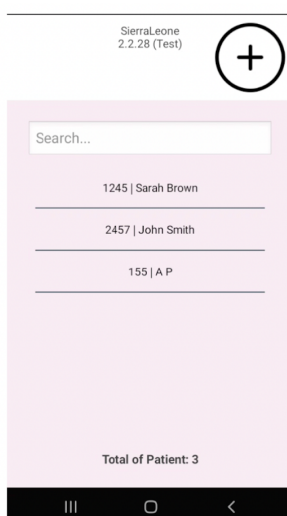 SierraLeone
2.2.28 (Test)
Search...
1245 | Sarah Brown
2457 | John Smith
155 | A P
Total of Patient: 3